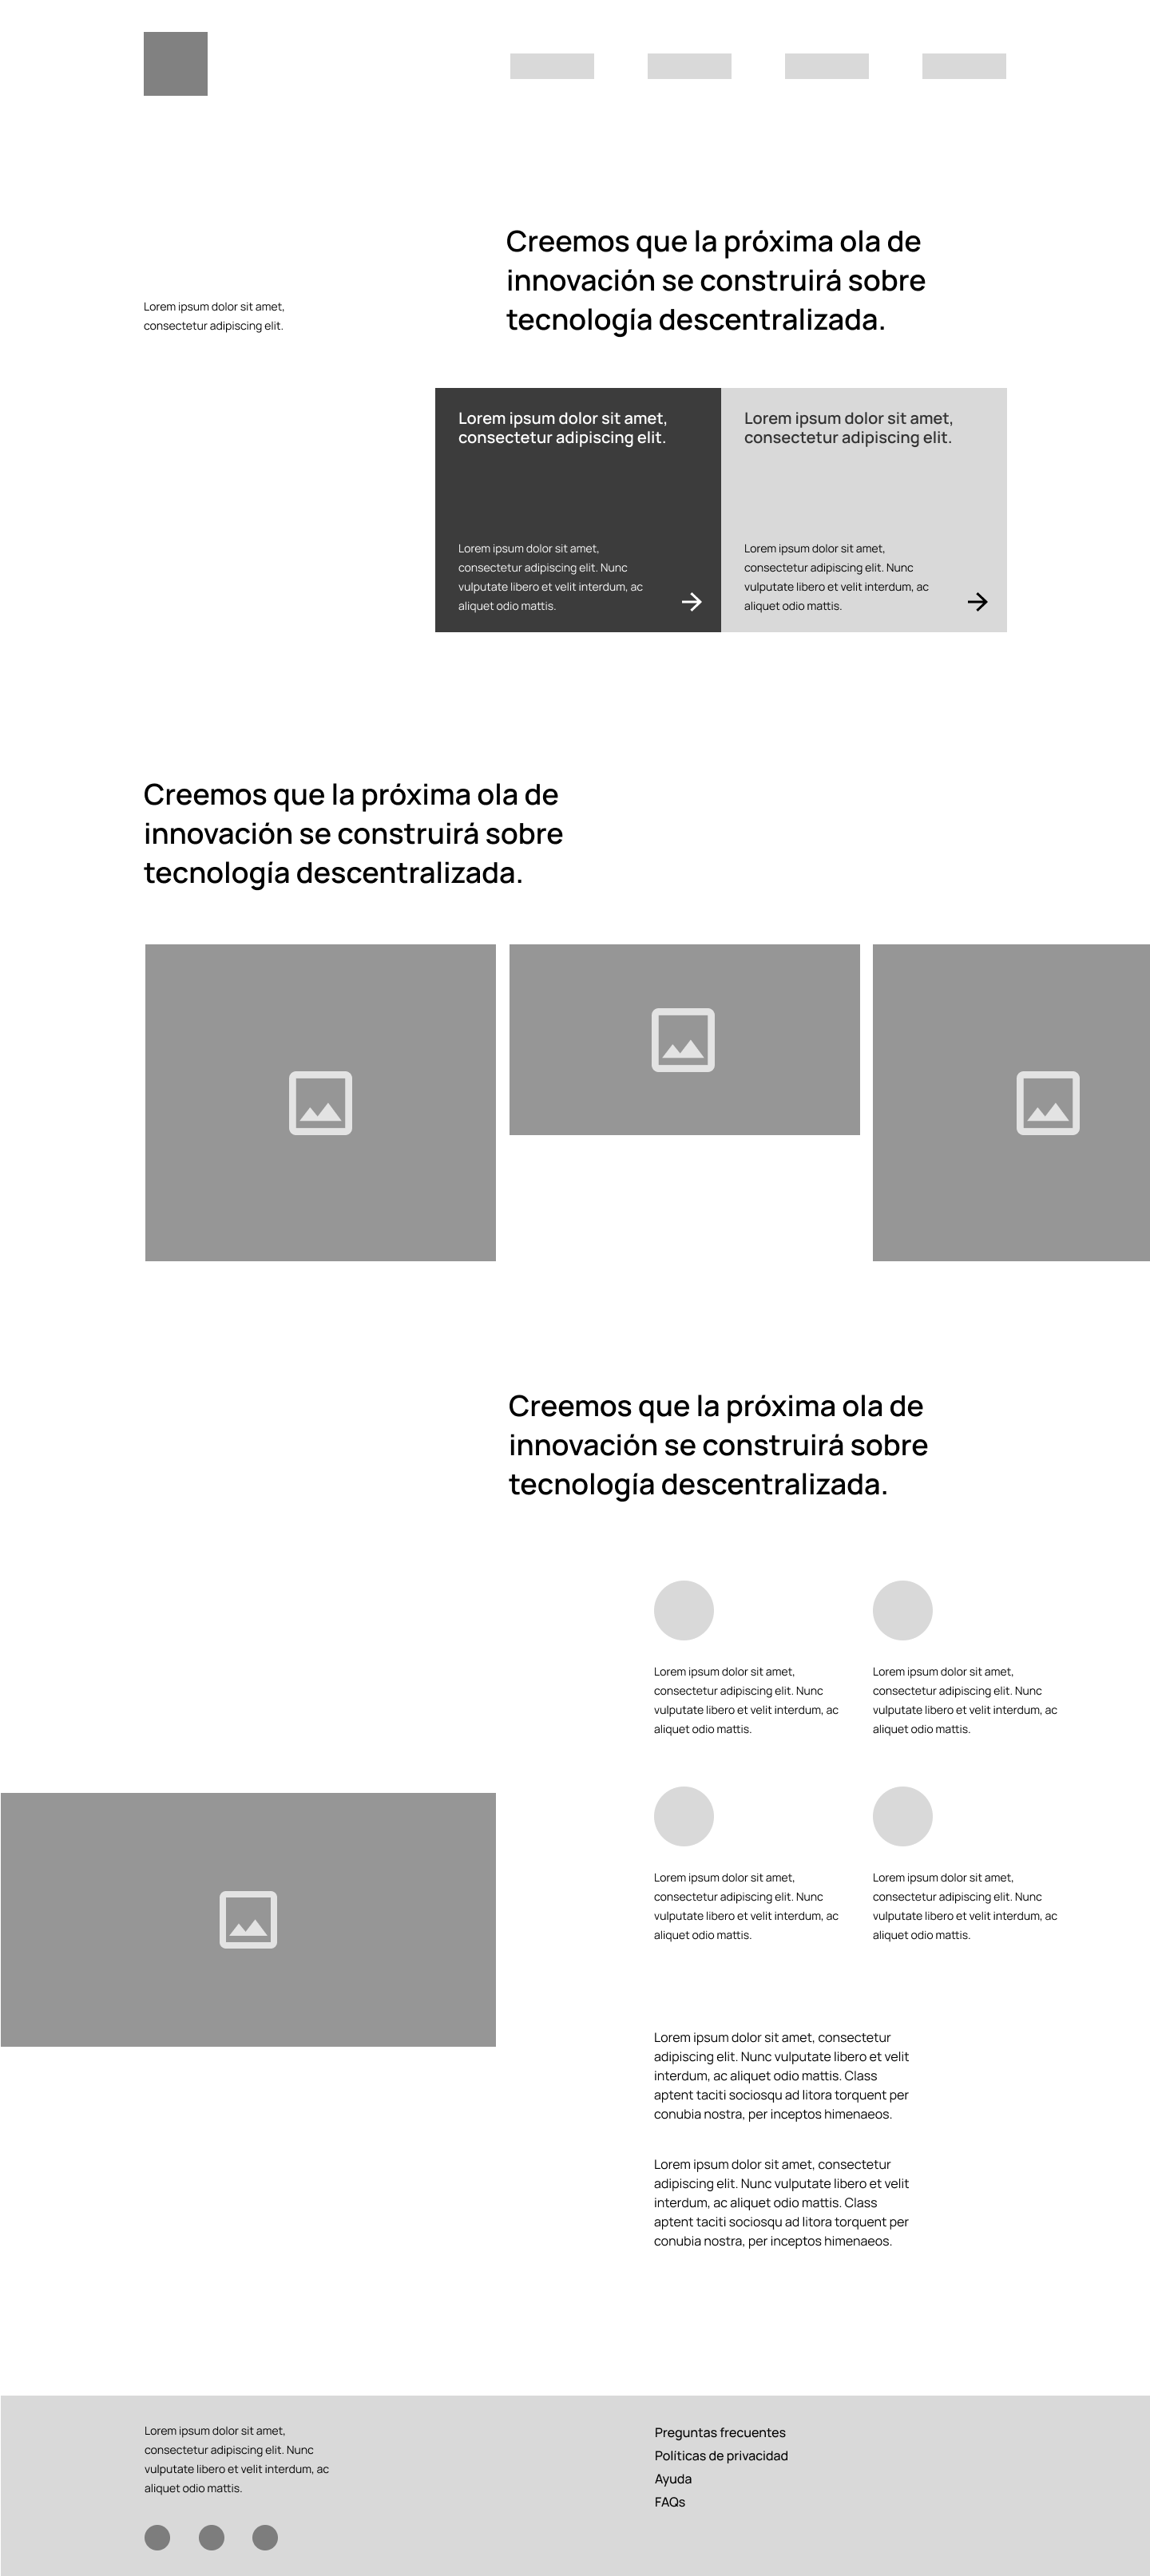 Lorem ipsum dolor sit amet,
consectetur adipiscing elit.
Creemos que la próxima ola de
innovación se construirá sobre
tecnología descentralizada.
Lorem ipsum dolor sit amet,
consectetur adipiscing elit.
Lorem ipsum dolor sit amet,
consectetur adipiscing elit. Nunc
vulputate libero et velit interdum, ac
aliquet odio mattis.
Lorem ipsum dolor sit amet,
consectetur adipiscing elit.
Lorem ipsum dolor sit amet,
consectetur adipiscing elit. Nunc
vulputate libero et velit interdum, ac
aliquet odio mattis.
Creemos que la próxima ola de
innovación se construirá sobre
tecnología descentralizada.
Creemos que la próxima ola de
innovación se construirá sobre
tecnología descentralizada.
Lorem ipsum dolor sit amet,
consectetur adipiscing elit. Nunc
vulputate libero et velit interdum, ac
aliquet odio mattis.
Lorem ipsum dolor sit amet,
consectetur adipiscing elit. Nunc
vulputate libero et velit interdum, ac
aliquet odio mattis.
Lorem ipsum dolor sit amet,
consectetur adipiscing elit. Nunc
vulputate libero et velit interdum, ac
aliquet odio mattis.
Lorem ipsum dolor sit amet,
consectetur adipiscing elit. Nunc
vulputate libero et velit interdum, ac
aliquet odio mattis.
Lorem ipsum dolor sit amet, consectetur
adipiscing elit. Nunc vulputate libero et velit
interdum, ac aliquet odio mattis. Class
aptent taciti sociosqu ad litora torquent per
conubia nostra, per inceptos himenaeos.
Lorem ipsum dolor sit amet, consectetur
adipiscing elit. Nunc vulputate libero et velit
interdum, ac aliquet odio mattis. Class
aptent taciti sociosqu ad litora torquent per
conubia nostra, per inceptos himenaeos.
Lorem ipsum dolor sit amet,
consectetur adipiscing elit. Nunc
vulputate libero et velit interdum, ac
aliquet odio mattis.
Preguntas frecuentes
Políticas de privacidad
Ayuda
FAQs